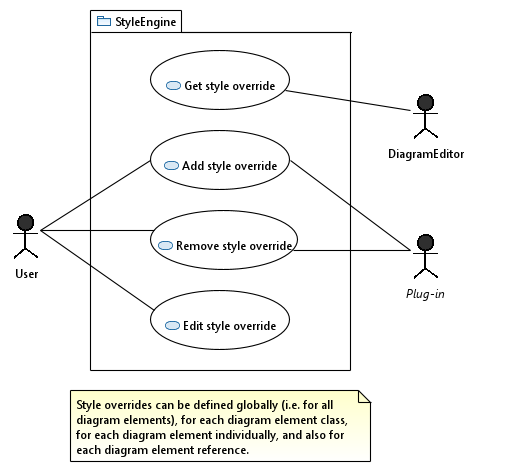 StyleEngine
Get style override
DiagramEditor
Add style override
User
Remove style override
Plug-in
Edit style override
Style overrides can be defined globally (i.e. for all
diagram elements), for each diagram element class,
for each diagram element individually, and also for
each diagram element reference.